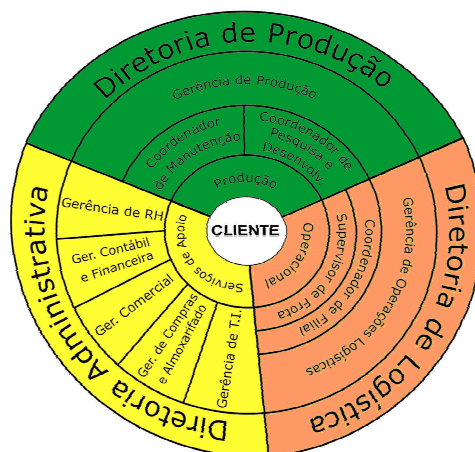 Diretoria de Produção
Gerência de Produção
Coordenador
de Manutenção
Coordenador de
Pesquisa e
Desenvolv.
Produção
CLIENTE
Diretoria Administrativa
Gerência de RH
Ger. Contábil
e Financeira
Ger. Comercial
Ger. de Compras
e Almoxarifado
Gerência de T.I.
Serviços de Apoio
Operacional
Supervisor de Frota
Coordenador de Filial
Gerência de Operações Logísticas
Diretoria de Logística